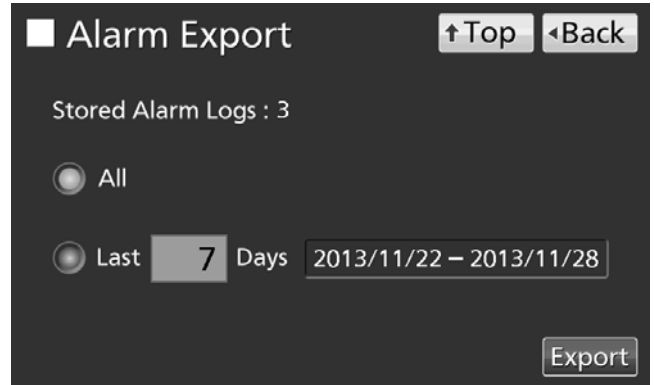 Alarm Export
↑Top
◂Back
Stored Alarm Logs : 3
All
Last 7 Days 2013/11/22 – 2013/11/28
Export